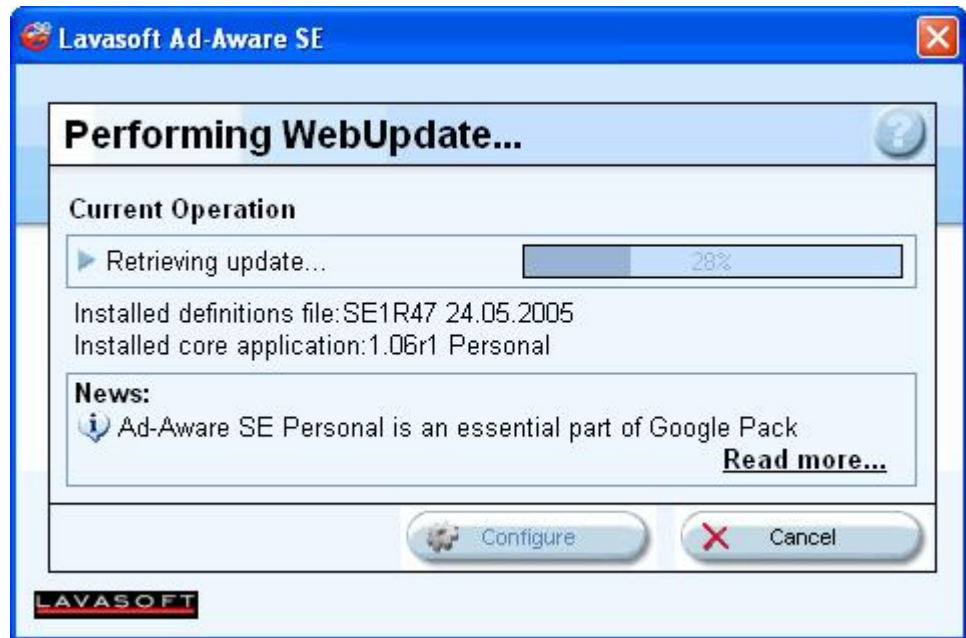 Lavasoft Ad-Aware SE
Performing WebUpdate...
?
Current Operation
Retrieving update...
28%
Installed definitions file:SE1R47 24.05.2005
Installed core application:1.06r1 Personal
News:
Ad-Aware SE Personal is an essential part of Google Pack
Read more...
Configure
Cancel
LAVASOFT